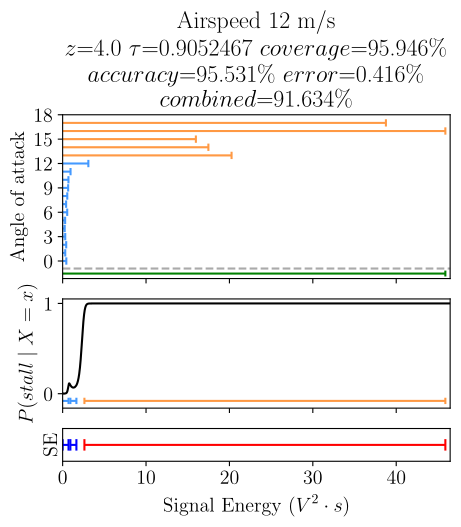 Airspeed 12 m/s
z=4.0 τ=0.9052467 coverage=95.946%
accuracy=95.531% error=0.416%
combined=91.634%
Angle of attack
18
15
12
9
6
3
0
P(stall | X = x)
1
0
SE
0 10 20 30 40
Signal Energy (V² · s)